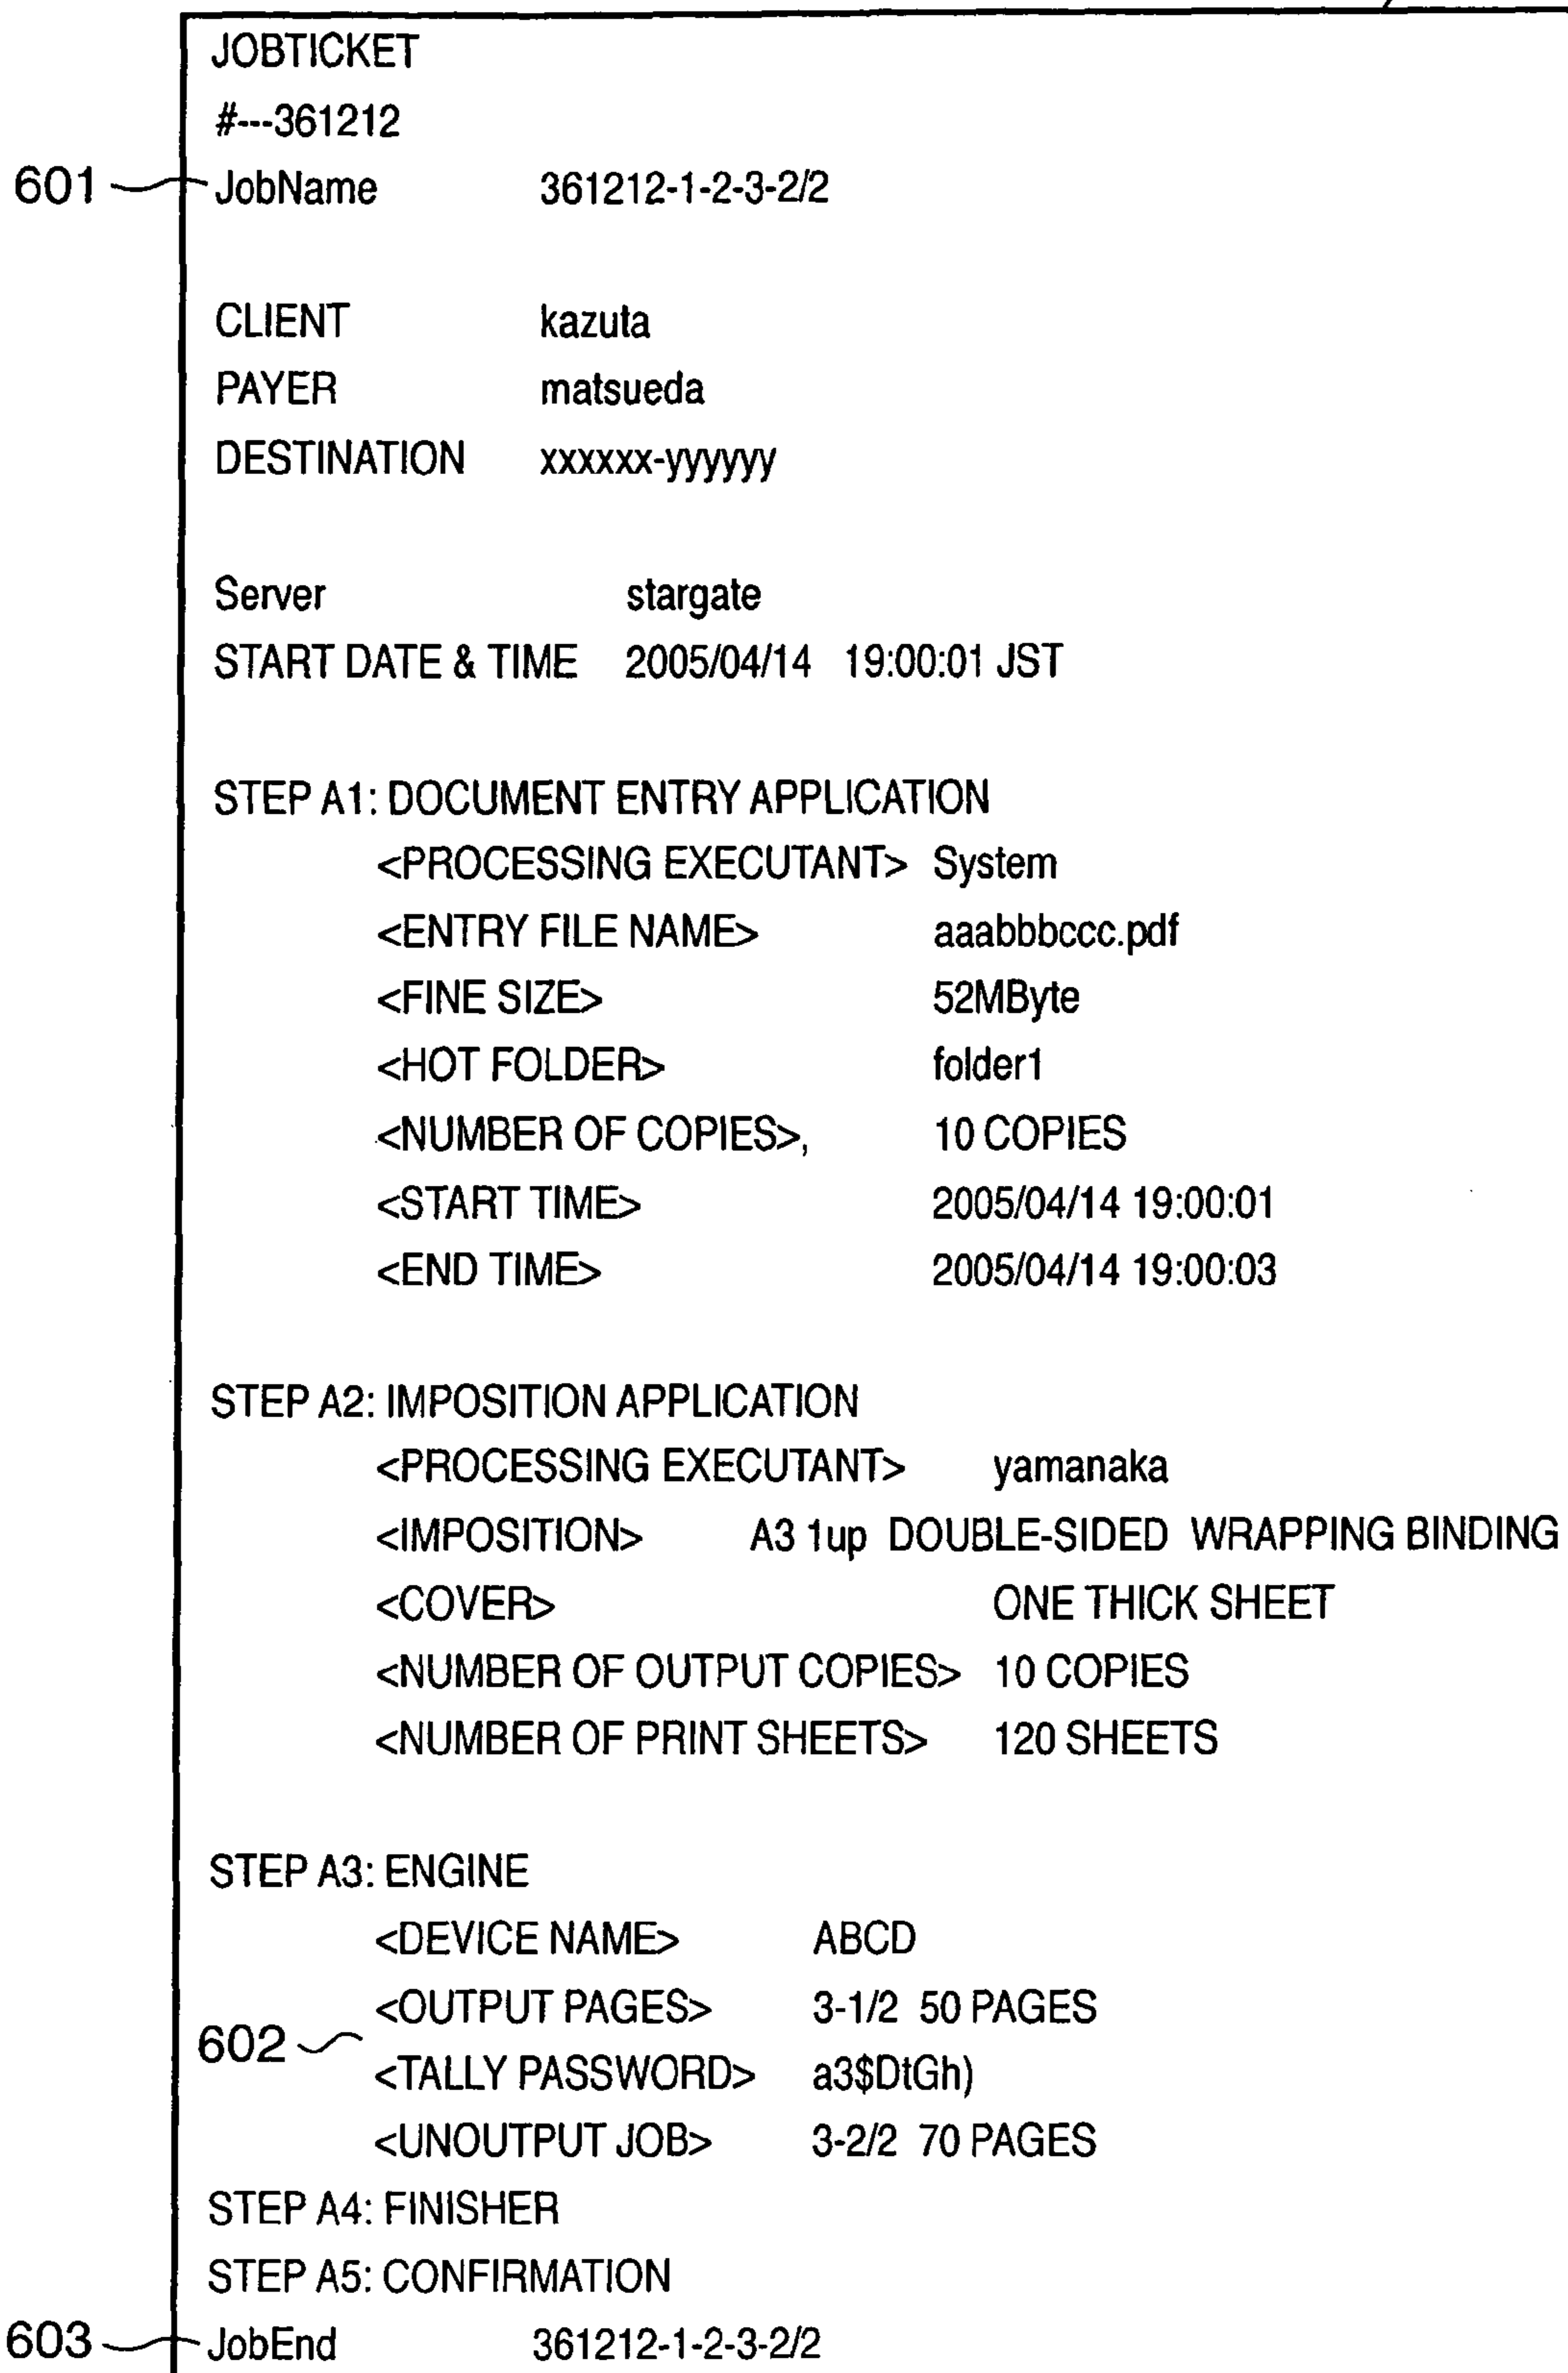 JOBTICKET
#---361212
601 JobName 361212-1-2-3-2/2
CLIENT kazuta
PAYER matsueda
DESTINATION xxxxxx-yyyyyy
Server stargate
START DATE & TIME 2005/04/14 19:00:01 JST
STEP A1: DOCUMENT ENTRY APPLICATION
<PROCESSING EXECUTANT> System
<ENTRY FILE NAME> aaabbbccc.pdf
<FINE SIZE> 52MByte
<HOT FOLDER> folder1
<NUMBER OF COPIES>, 10 COPIES
<START TIME> 2005/04/14 19:00:01
<END TIME> 2005/04/14 19:00:03
STEP A2: IMPOSITION APPLICATION
<PROCESSING EXECUTANT> yamanaka
<IMPOSITION> A3 1up DOUBLE-SIDED WRAPPING BINDING
<COVER> ONE THICK SHEET
<NUMBER OF OUTPUT COPIES> 10 COPIES
<NUMBER OF PRINT SHEETS> 120 SHEETS
STEP A3: ENGINE
<DEVICE NAME> ABCD
<OUTPUT PAGES> 3-1/2 50 PAGES
602
<TALLY PASSWORD> a3$DtGh)
<UNOUTPUT JOB> 3-2/2 70 PAGES
STEP A4: FINISHER
STEP A5: CONFIRMATION
603 JobEnd 361212-1-2-3-2/2